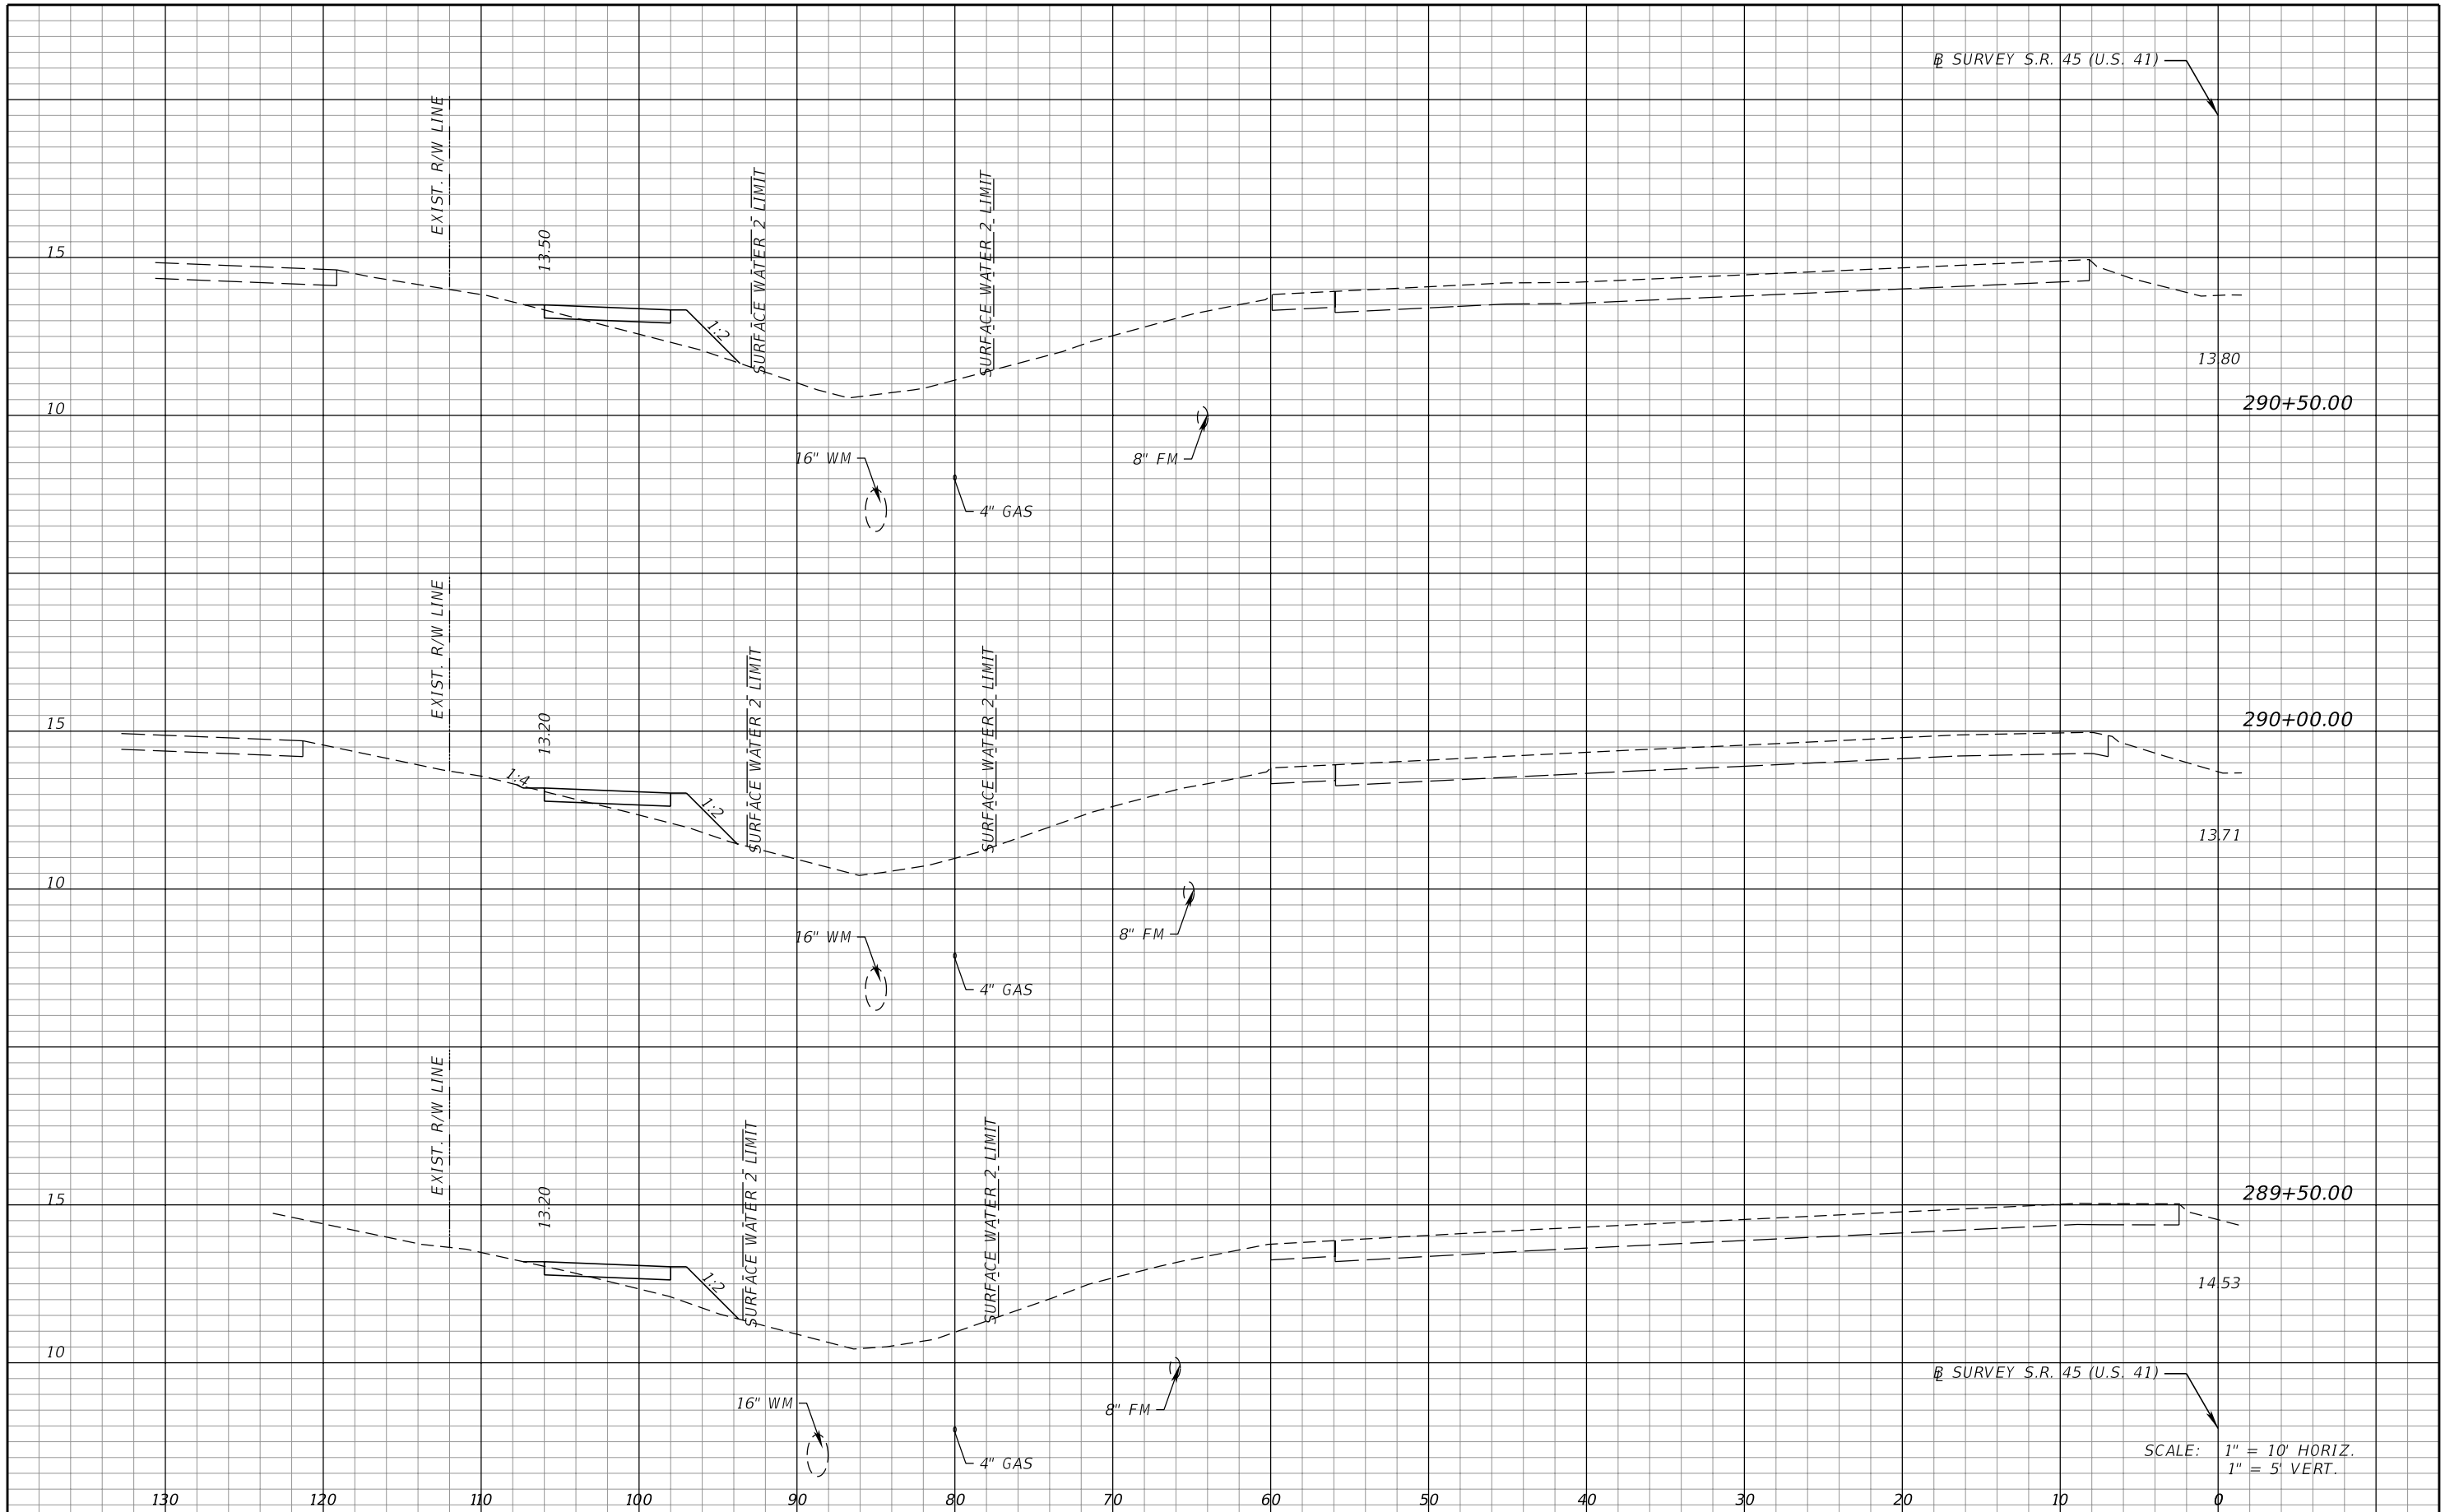 ℄ SURVEY S.R. 45 (U.S. 41)
EXIST. R/W LINE
SURFACE WATER 2 LIMIT
SURFACE WATER 2 LIMIT
13.50
15
1:2
13.80
10
290+50.00
16" WM
8" FM
4" GAS
EXIST. R/W LINE
SURFACE WATER 2 LIMIT
SURFACE WATER 2 LIMIT
13.20
15
290+00.00
1:4
1:2
13.71
10
16" WM
8" FM
4" GAS
EXIST. R/W LINE
SURFACE WATER 2 LIMIT
SURFACE WATER 2 LIMIT
13.20
15
289+50.00
1:2
14.53
10
℄ SURVEY S.R. 45 (U.S. 41)
16" WM
8" FM
4" GAS
SCALE: 1" = 10' HORIZ.
1" = 5' VERT.
130 120 110 100 90 80 70 60 50 40 30 20 10 0